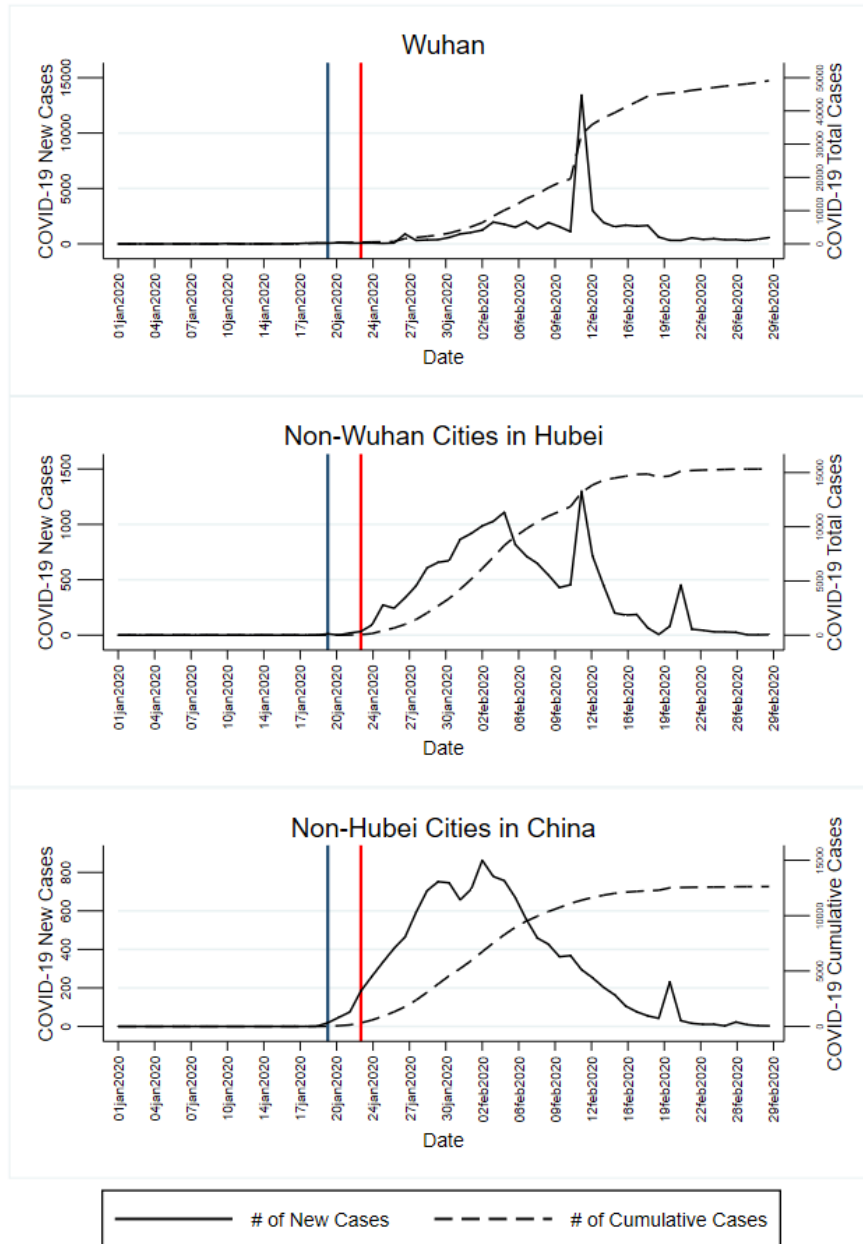 Wuhan
COVID-19 New Cases
15000
10000
5000
0
COVID-19 Total Cases
50000
40000
30000
20000
10000
0
01jan2020
04jan2020
07jan2020
10jan2020
14jan2020
17jan2020
20jan2020
24jan2020
27jan2020
30jan2020
02feb2020
06feb2020
09feb2020
12feb2020
16feb2020
19feb2020
22feb2020
26feb2020
29feb2020
Date
Non-Wuhan Cities in Hubei
COVID-19 New Cases
1500
1000
500
0
COVID-19 Total Cases
15000
10000
5000
0
01jan2020
04jan2020
07jan2020
10jan2020
14jan2020
17jan2020
20jan2020
24jan2020
27jan2020
30jan2020
02feb2020
06feb2020
09feb2020
12feb2020
16feb2020
19feb2020
22feb2020
26feb2020
29feb2020
Date
Non-Hubei Cities in China
COVID-19 New Cases
800
600
400
200
0
COVID-19 Cumulative Cases
15000
10000
5000
0
01jan2020
04jan2020
07jan2020
10jan2020
14jan2020
17jan2020
20jan2020
24jan2020
27jan2020
30jan2020
02feb2020
06feb2020
09feb2020
12feb2020
16feb2020
19feb2020
22feb2020
26feb2020
29feb2020
Date
# of New Cases
# of Cumulative Cases